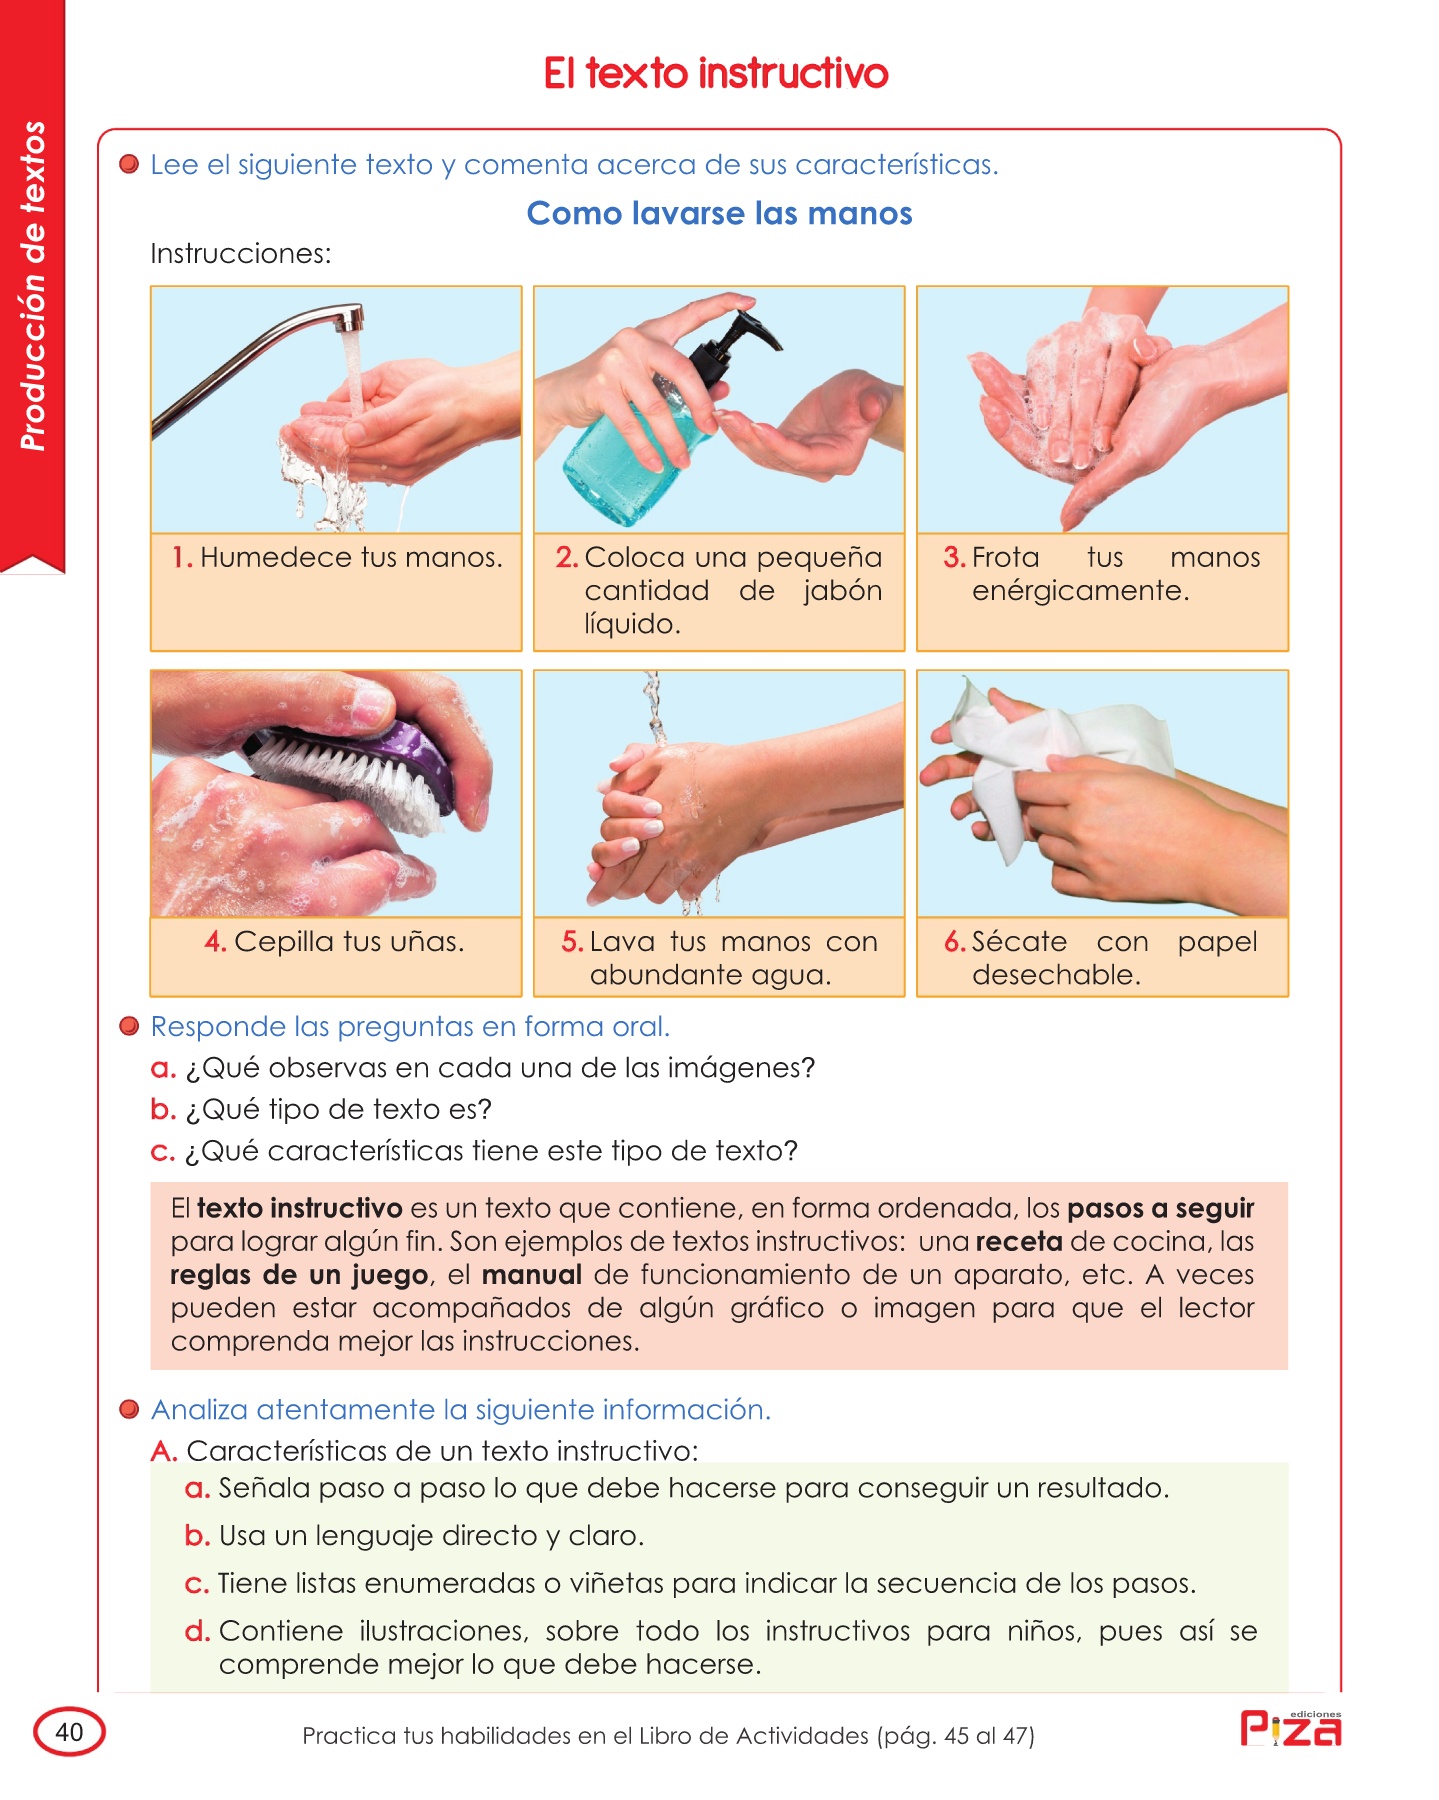 El texto instructivo
Producción de textos
Lee el siguiente texto y comenta acerca de sus características.
Como lavarse las manos
Instrucciones:
1. Humedece tus manos.
2. Coloca una pequeña
cantidad de jabón
líquido.
3. Frota tus manos
enérgicamente.
4. Cepilla tus uñas.
5. Lava tus manos con
abundante agua.
6. Sécate con papel
desechable.
Responde las preguntas en forma oral.
a. ¿Qué observas en cada una de las imágenes?
b. ¿Qué tipo de texto es?
c. ¿Qué características tiene este tipo de texto?
El texto instructivo es un texto que contiene, en forma ordenada, los pasos a seguir
para lograr algún fin. Son ejemplos de textos instructivos: una receta de cocina, las
reglas de un juego, el manual de funcionamiento de un aparato, etc. A veces
pueden estar acompañados de algún gráfico o imagen para que el lector
comprenda mejor las instrucciones.
Analiza atentamente la siguiente información.
A. Características de un texto instructivo:
a. Señala paso a paso lo que debe hacerse para conseguir un resultado.
b. Usa un lenguaje directo y claro.
c. Tiene listas enumeradas o viñetas para indicar la secuencia de los pasos.
d. Contiene ilustraciones, sobre todo los instructivos para niños, pues así se
comprende mejor lo que debe hacerse.
40
Practica tus habilidades en el Libro de Actividades (pág. 45 al 47)
ediciones
Piza